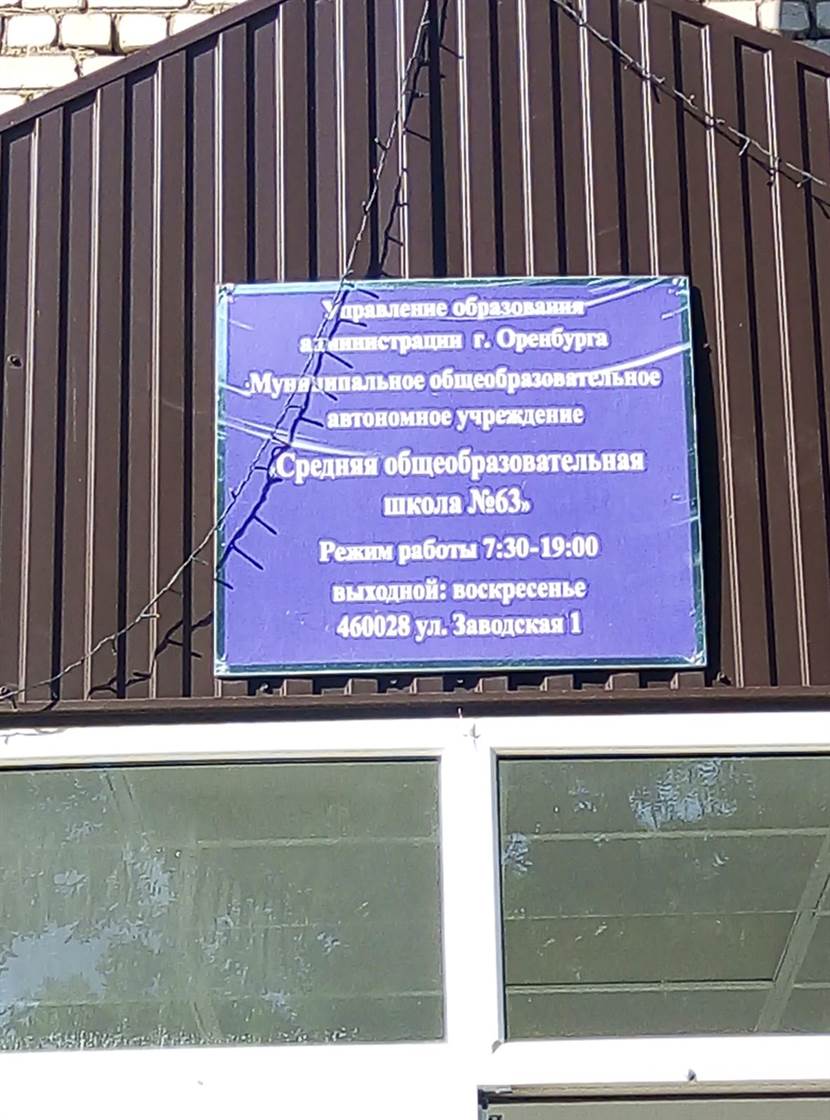 Управление образования
администрации г. Оренбурга
Муниципальное общеобразовательное
автономное учреждение
«Средняя общеобразовательная
школа №63»
Режим работы 7:30-19:00
выходной: воскресенье
460028 ул. Заводская 1